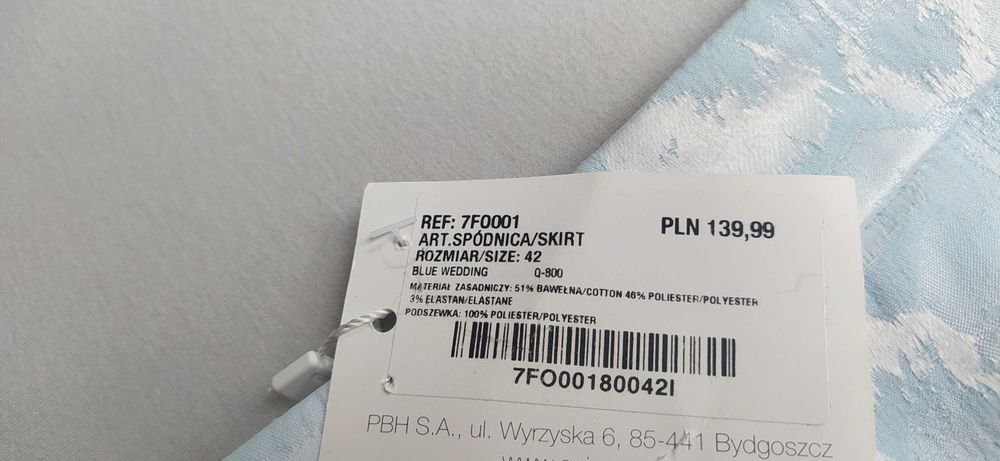 REF: 7F0001
PLN 139,99
ART.SPÓDNICA/SKIRT
ROZMIAR/SIZE: 42
BLUE WEDDING Q-800
MATERIAŁ ZASADNICZY: 51% BAWEŁNA/COTTON 46% POLIESTER/POLYESTER
3% ELASTAN/ELASTANE
PODSZEWKA: 100% POLIESTER/POLYESTER
7FO00180042I
PBH S.A., ul. Wyrzyska 6, 85-441 Bydgoszcz